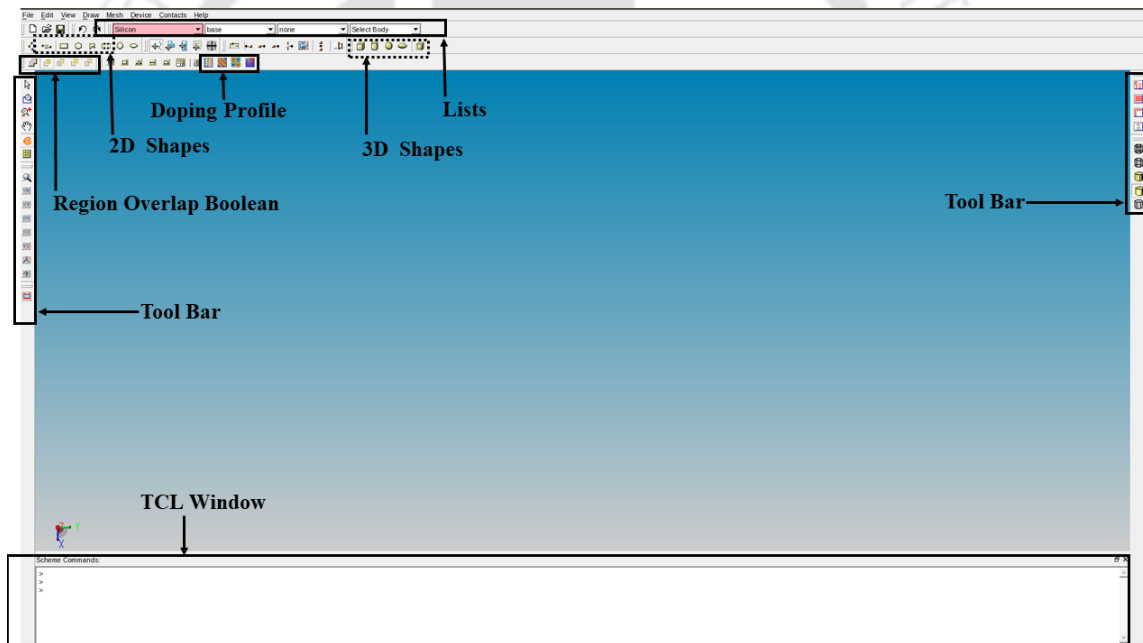 File Edit View Draw Mesh Device Contacts Help
Silicon base none Select Body
Doping Profile
Lists
2D Shapes
3D Shapes
Region Overlap Boolean
Tool Bar
Tool Bar
TCL Window
Z Y
X
Scheme Commands:
>
>
>